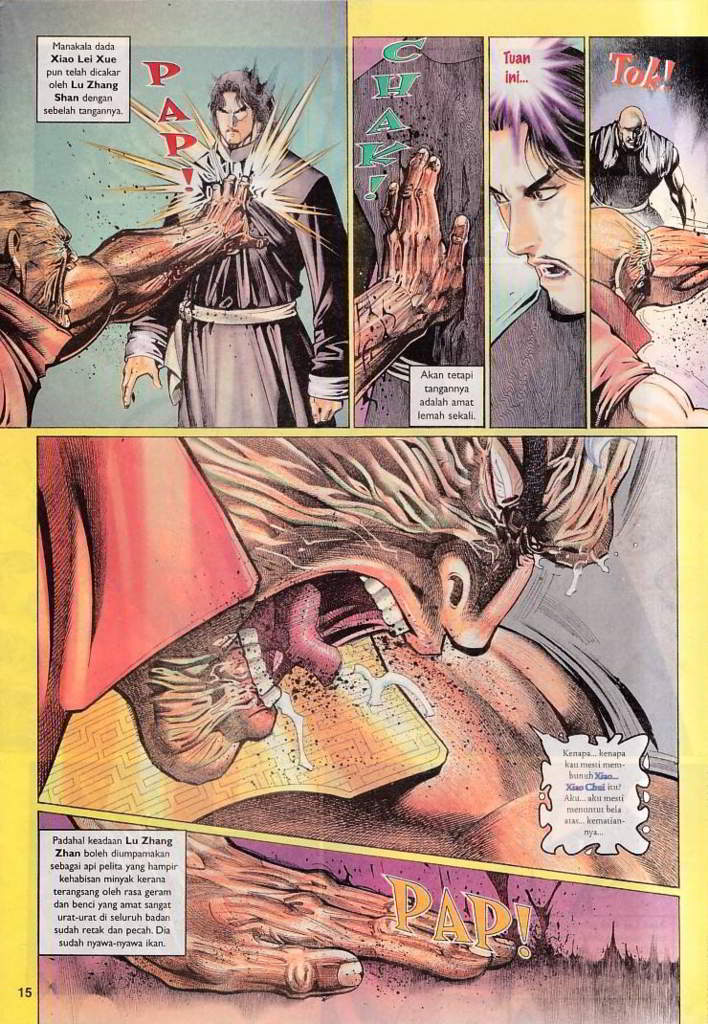 Manakala dada
Xiao Lei Xue
pun telah dicakar
oleh Lu Zhang
Shan dengan
sebelah tangannya.
PAP!
CHAK!
Akan tetapi
tangannya
adalah amat
lemah sekali.
Tuan
ini...
Tok!
Kenapa... kenapa
kau mesti mem-
bunuh Xiao...
Xiao Chui itu?
Aku... aku mesti
menuntut bela
atas... kematian-
nya...
Padahal keadaan Lu Zhang
Zhan boleh diumpamakan
sebagai api pelita yang hampir
kehabisan minyak kerana
terangsang oleh rasa geram
dan benci yang amat sangat
urat-urat di seluruh badan
sudah retak dan pecah. Dia
sudah nyawa-nyawa ikan.
PAP!
15